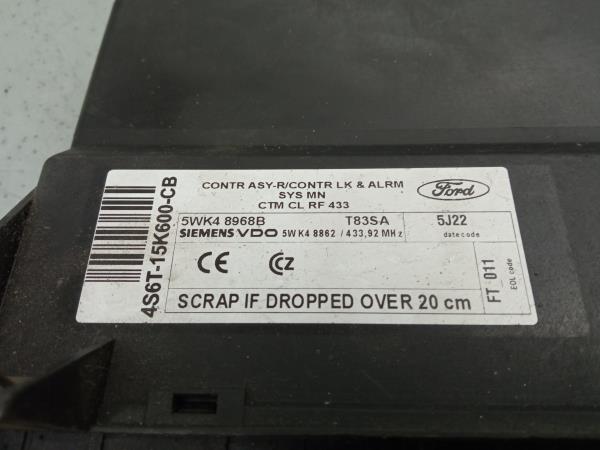 CONTR ASY-R/CONTR LK & ALRM
SYS MN
CTM CL RF 433
Ford
5WK4 8968B T83SA 5J22
SIEMENS VDO 5WK4 8862 / 433,92 MHz date code
CE CZ
SCRAP IF DROPPED OVER 20 cm
FT_011
EOL code
4S6T-15K600-CB